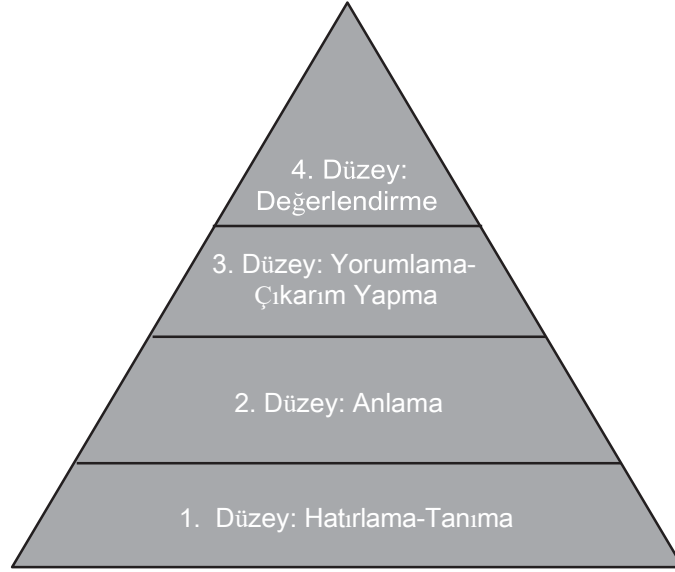 4. Düzey:
Değerlendirme
3. Düzey: Yorumlama-
Çıkarım Yapma
2. Düzey: Anlama
1. Düzey: Hatırlama-Tanıma